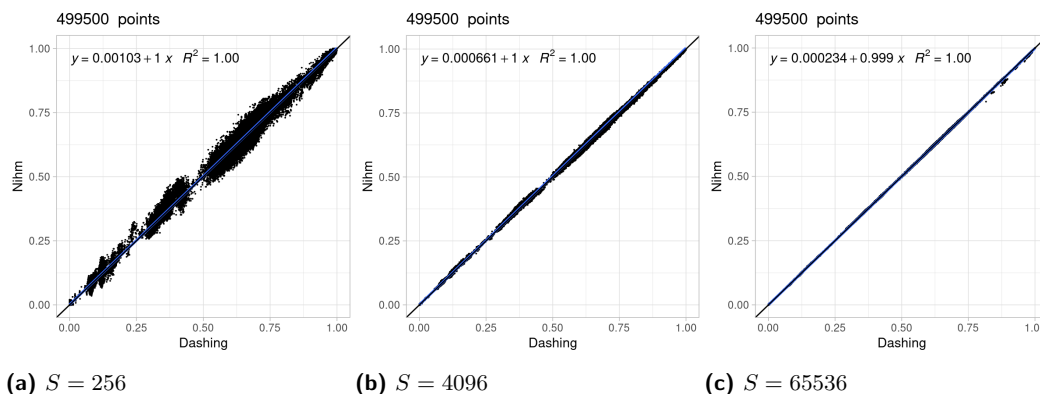 499500 points
y = 0.00103 + 1 x R² = 1.00
1.00
0.75
0.50
0.25
0.00
Nihm
0.00 0.25 0.50 0.75 1.00
Dashing
(a) S = 256
499500 points
y = 0.000661 + 1 x R² = 1.00
1.00
0.75
0.50
0.25
0.00
Nihm
0.00 0.25 0.50 0.75 1.00
Dashing
(b) S = 4096
499500 points
y = 0.000234 + 0.999 x R² = 1.00
1.00
0.75
0.50
0.25
0.00
Nihm
0.00 0.25 0.50 0.75 1.00
Dashing
(c) S = 65536